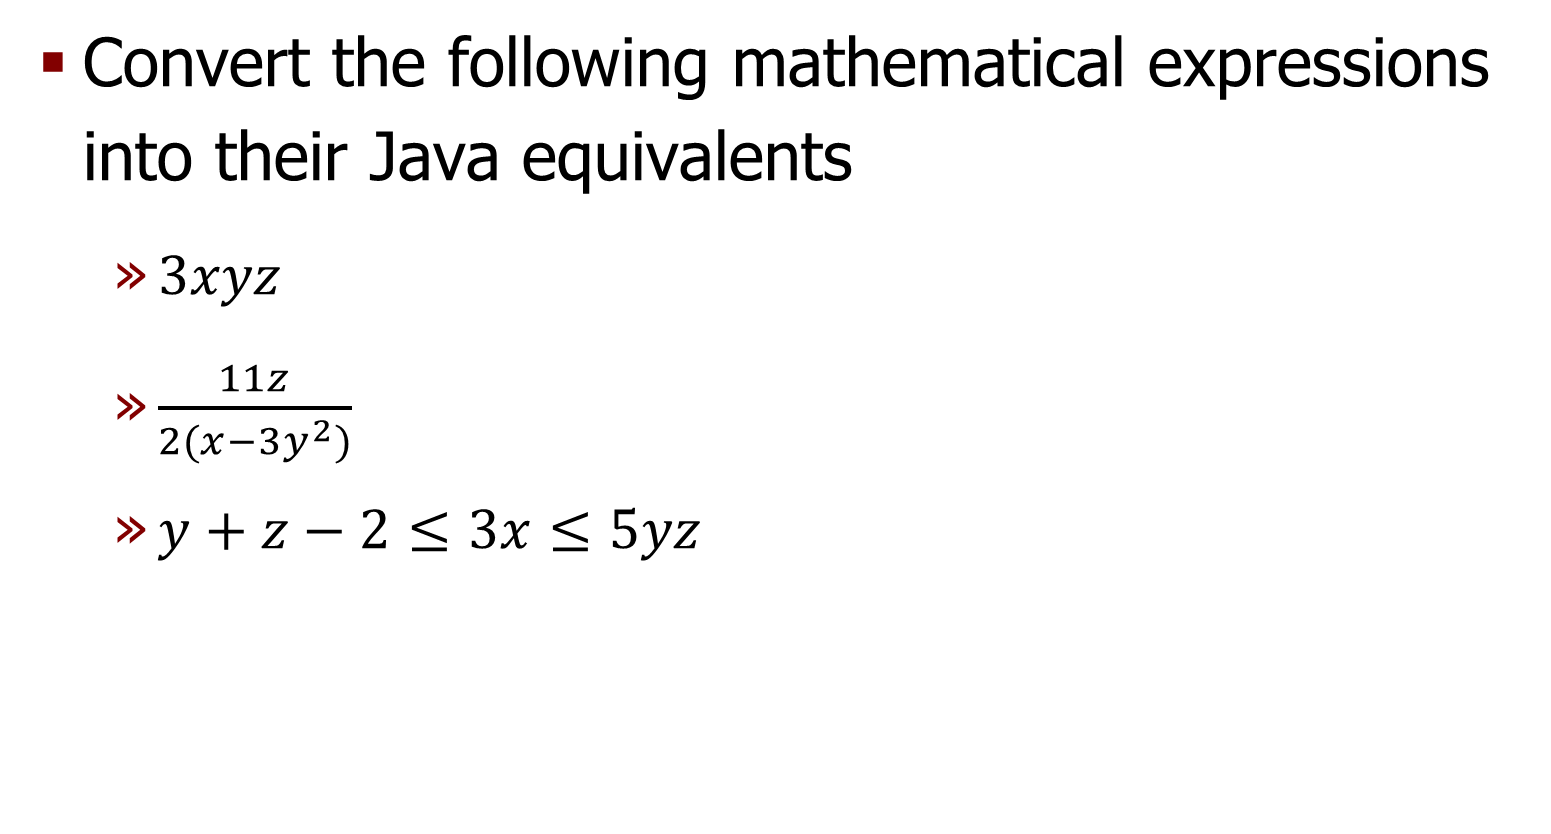 ▪ Convert the following mathematical expressions
into their Java equivalents
» 3xyz
» 11z
2(x−3y²)
» y + z − 2 ≤ 3x ≤ 5yz